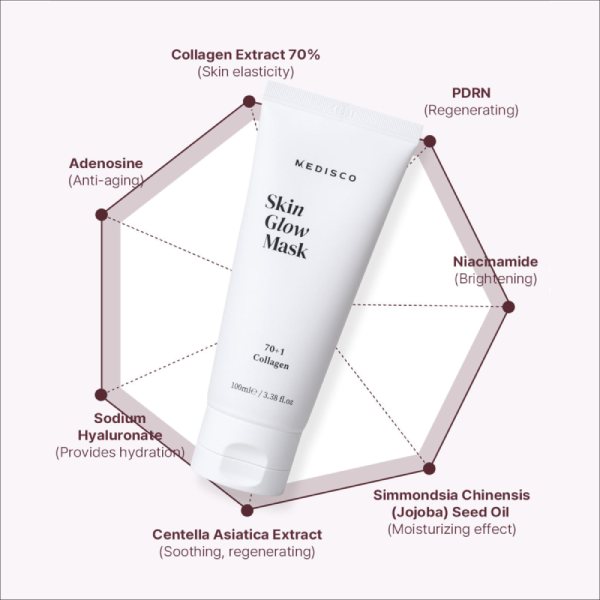 Collagen Extract 70%
(Skin elasticity)
PDRN
(Regenerating)
Adenosine
(Anti-aging)
MEDISCO
Skin
Glow
Mask
Niacinamide
(Brightening)
70+1
Collagen
100ml℮ / 3.38 fl.oz
Sodium
Hyaluronate
(Provides hydration)
Simmondsia Chinensis
(Jojoba) Seed Oil
(Moisturizing effect)
Centella Asiatica Extract
(Soothing, regenerating)